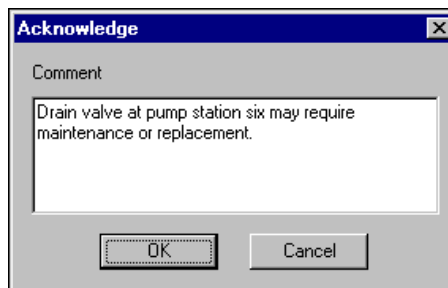 Acknowledge
Comment
Drain valve at pump station six may require
maintenance or replacement.
OK
Cancel